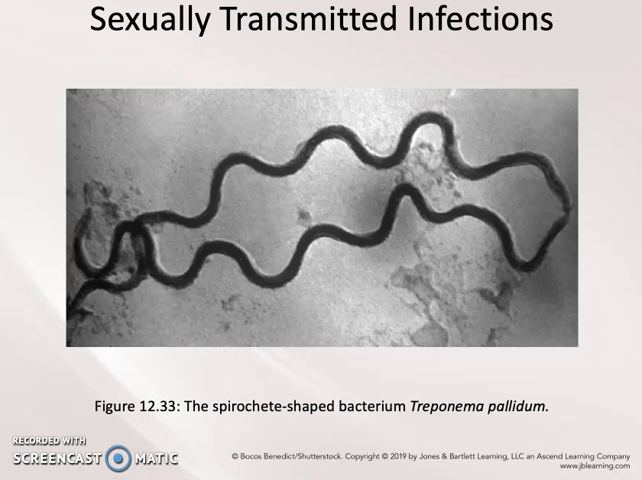 Sexually Transmitted Infections
Figure 12.33: The spirochete-shaped bacterium Treponema pallidum.
RECORDED WITH
SCREENCAST MATIC
© Bocos Benedict/Shutterstock. Copyright © 2019 by Jones & Bartlett Learning, LLC an Ascend Learning Company
www.jblearning.com